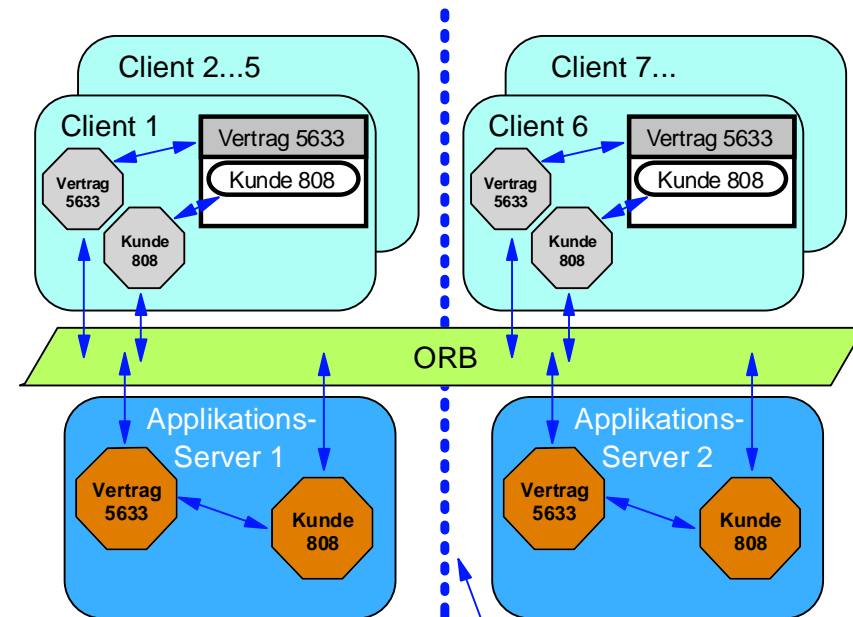 Client 2...5
Client 7...
Client 1
Vertrag 5633
Client 6
Vertrag 5633
Vertrag
5633
Kunde 808
Vertrag
5633
Kunde 808
Kunde
808
Kunde
808
ORB
Applikations-
Server 1
Applikations-
Server 2
Vertrag
5633
Kunde
808
Vertrag
5633
Kunde
808